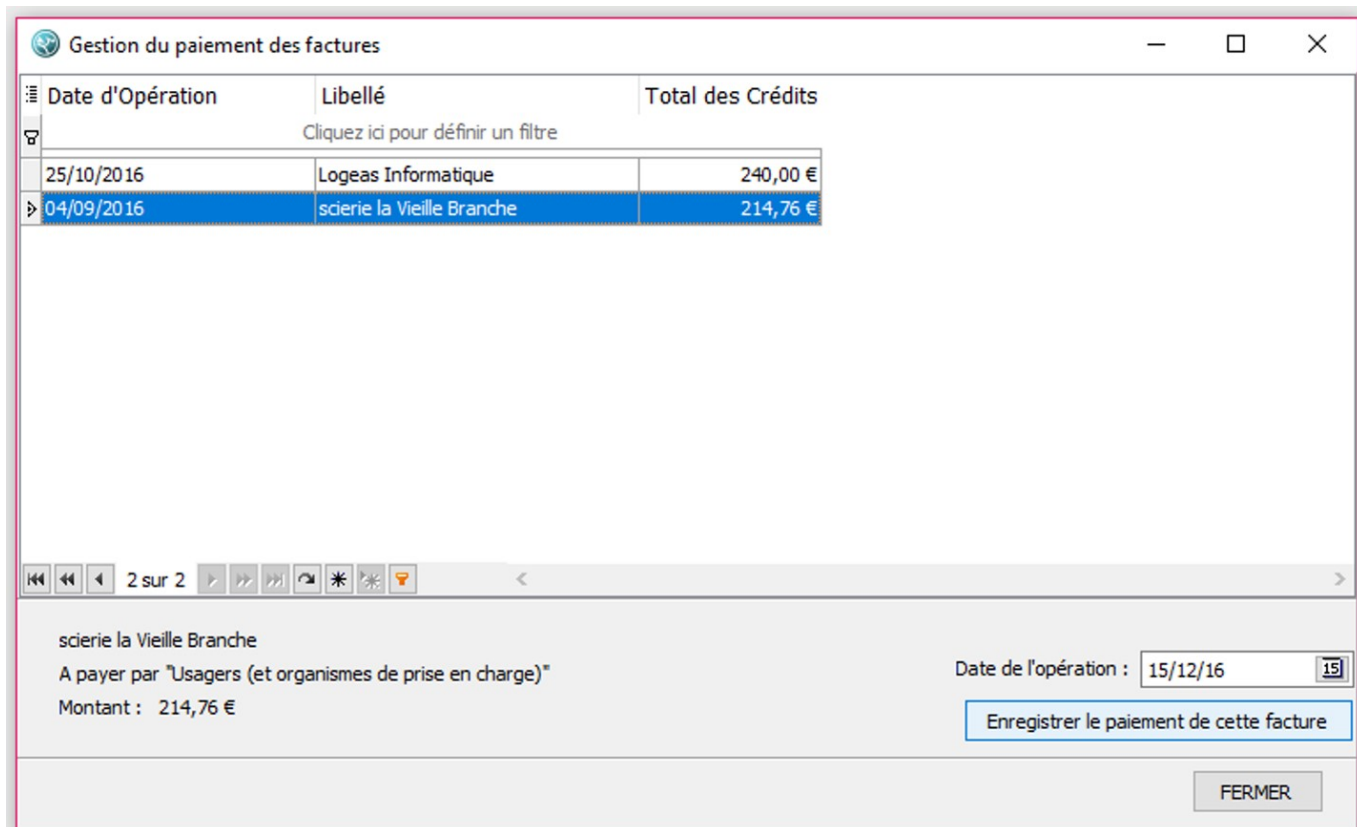 Gestion du paiement des factures
Date d'Opération Libellé Total des Crédits
Cliquez ici pour définir un filtre
25/10/2016 Logeas Informatique 240,00 €
04/09/2016 scierie la Vieille Branche 214,76 €
2 sur 2
scierie la Vieille Branche
A payer par "Usagers (et organismes de prise en charge)"
Date de l'opération : 15/12/16 15
Montant : 214,76 €
Enregistrer le paiement de cette facture
FERMER